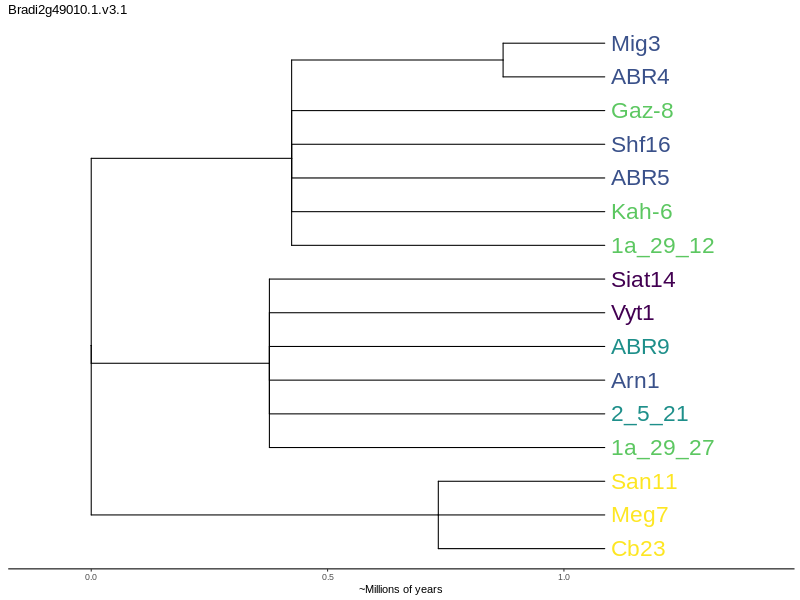 Bradi2g49010.1.v3.1
Mig3
ABR4
Gaz-8
Shf16
ABR5
Kah-6
1a_29_12
Siat14
Vyt1
ABR9
Arn1
2_5_21
1a_29_27
San11
Meg7
Cb23
0.0 0.5 1.0
~Millions of years